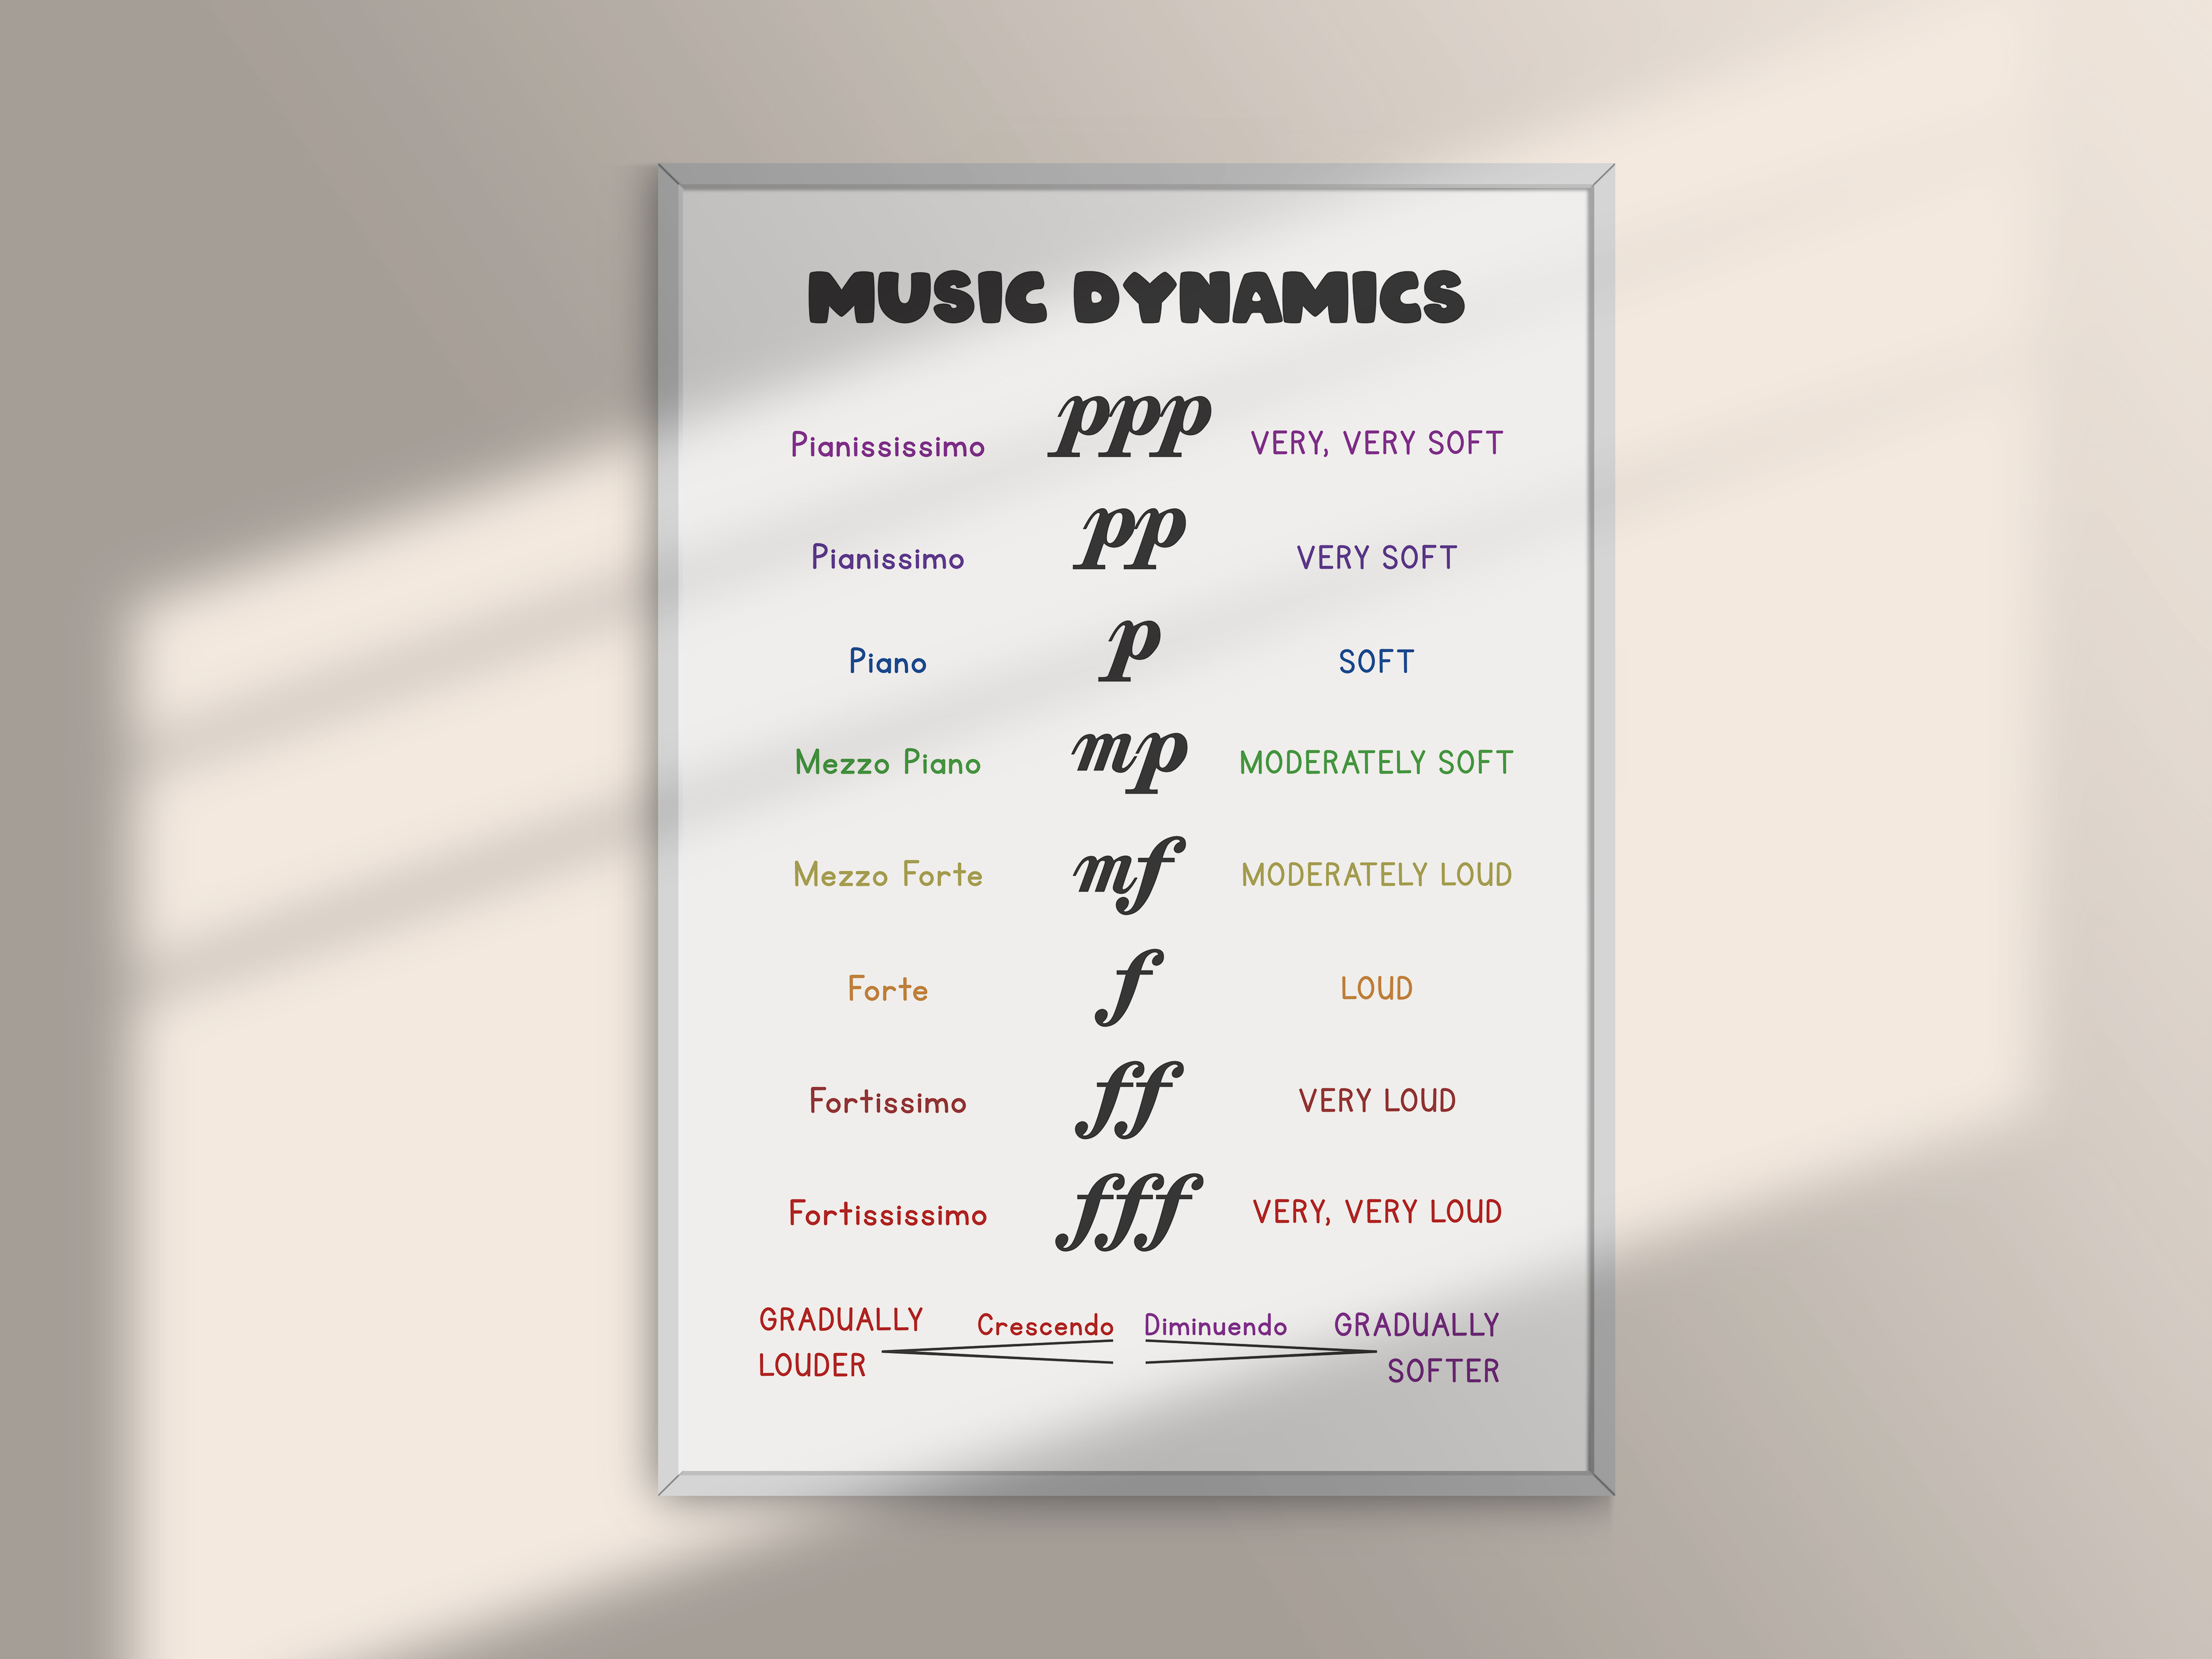 MUSIC DYNAMICS
Pianississimo ppp VERY, VERY SOFT
Pianissimo pp VERY SOFT
Piano p SOFT
Mezzo Piano mp MODERATELY SOFT
Mezzo Forte mf MODERATELY LOUD
Forte f LOUD
Fortissimo ff VERY LOUD
Fortississimo fff VERY, VERY LOUD
GRADUALLY Crescendo Diminuendo GRADUALLY
LOUDER SOFTER